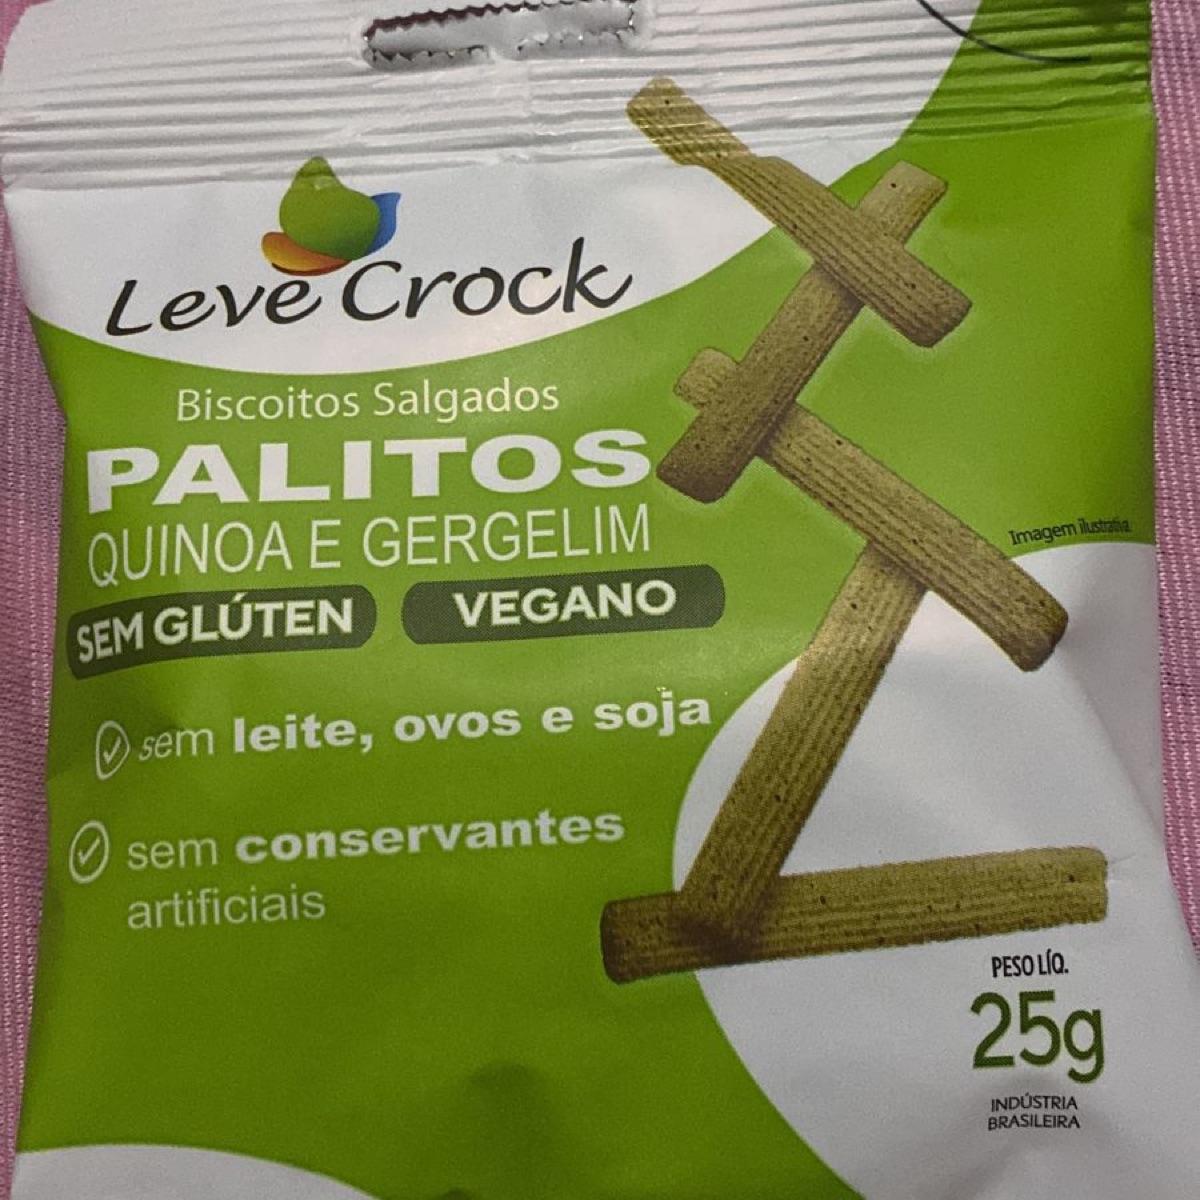 Leve Crock
Biscoitos Salgados
PALITOS
QUINOA E GERGELIM
SEM GLÚTEN VEGANO
Imagem ilustrativa
sem leite, ovos e soja
sem conservantes
artificiais
PESO LÍQ.
25g
INDÚSTRIA
BRASILEIRA